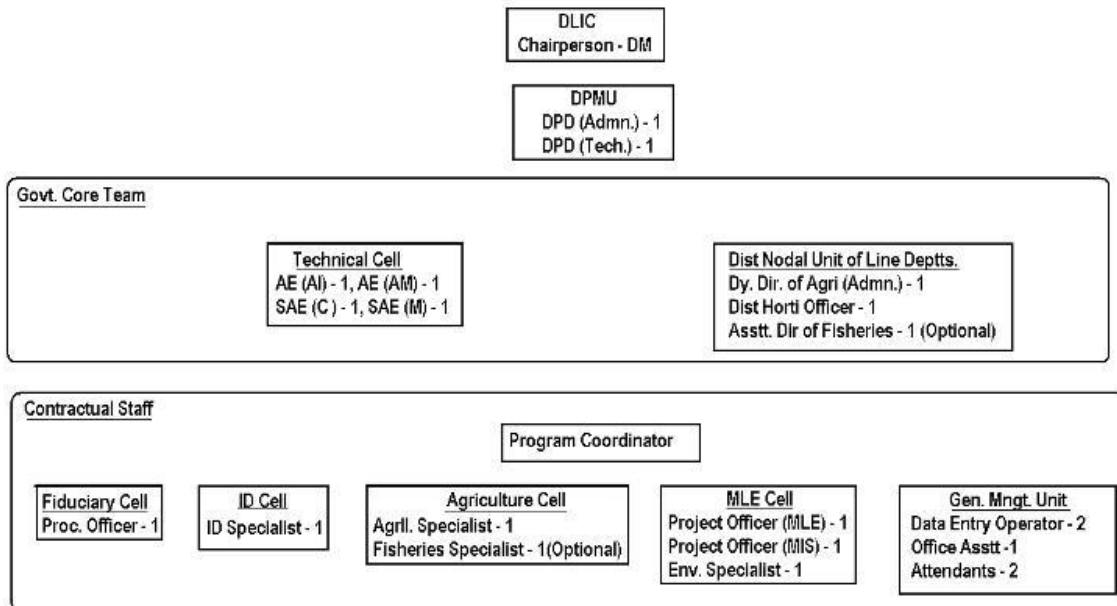 DLIC
Chairperson - DM
DPMU
DPD (Admn.) - 1
DPD (Tech.) - 1
Govt. Core Team
Technical Cell
AE (AI) - 1, AE (AM) - 1
SAE (C ) - 1, SAE (M) - 1
Dist Nodal Unit of Line Deptts.
Dy. Dir. of Agri (Admn.) - 1
Dist Horti Officer - 1
Asstt. Dir of Fisheries - 1 (Optional)
Contractual Staff
Program Coordinator
Fiduciary Cell
Proc. Officer - 1
ID Cell
ID Specialist - 1
Agriculture Cell
Agrll. Specialist - 1
Fisheries Specialist - 1(Optional)
MLE Cell
Project Officer (MLE) - 1
Project Officer (MIS) - 1
Env. Specialist - 1
Gen. Mngt. Unit
Data Entry Operator - 2
Office Asstt -1
Attendants - 2